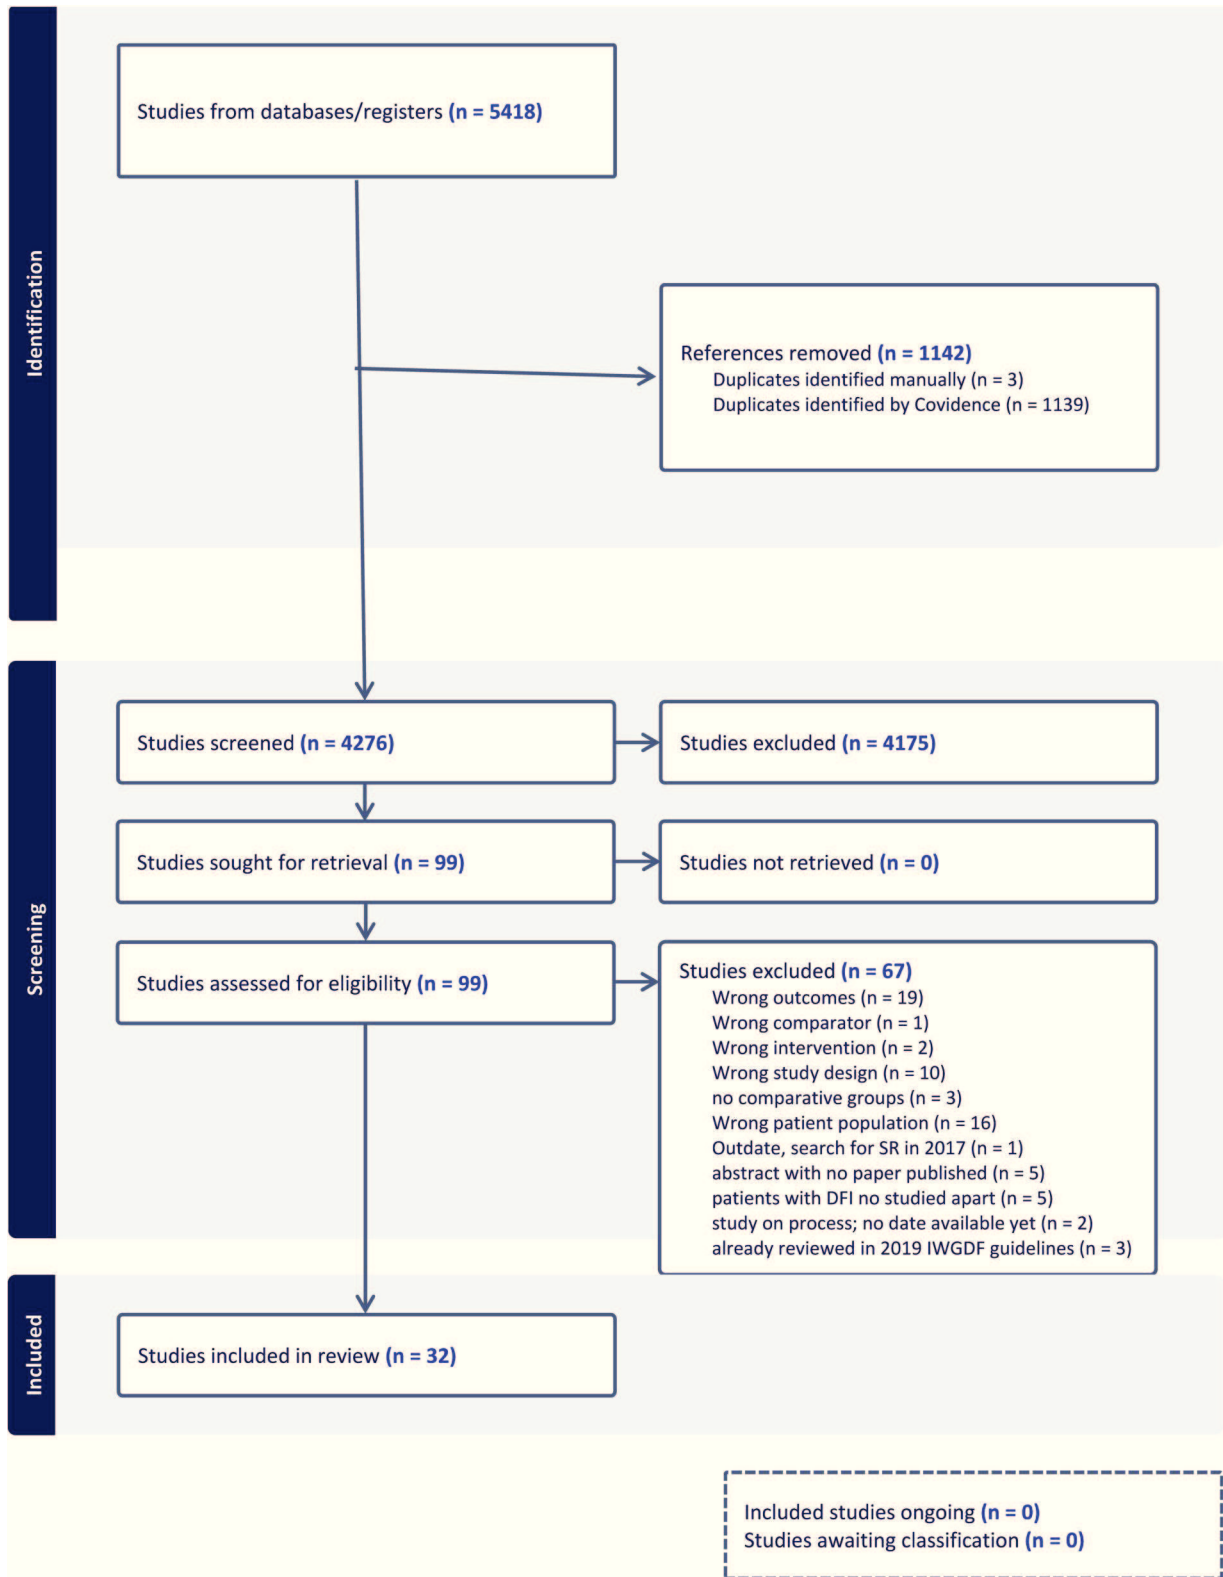 Identification
Studies from databases/registers (n = 5418)
References removed (n = 1142)
Duplicates identified manually (n = 3)
Duplicates identified by Covidence (n = 1139)
Screening
Studies screened (n = 4276)
Studies excluded (n = 4175)
Studies sought for retrieval (n = 99)
Studies not retrieved (n = 0)
Studies assessed for eligibility (n = 99)
Studies excluded (n = 67)
Wrong outcomes (n = 19)
Wrong comparator (n = 1)
Wrong intervention (n = 2)
Wrong study design (n = 10)
no comparative groups (n = 3)
Wrong patient population (n = 16)
Outdate, search for SR in 2017 (n = 1)
abstract with no paper published (n = 5)
patients with DFI no studied apart (n = 5)
study on process; no date available yet (n = 2)
already reviewed in 2019 IWGDF guidelines (n = 3)
Included
Studies included in review (n = 32)
Included studies ongoing (n = 0)
Studies awaiting classification (n = 0)